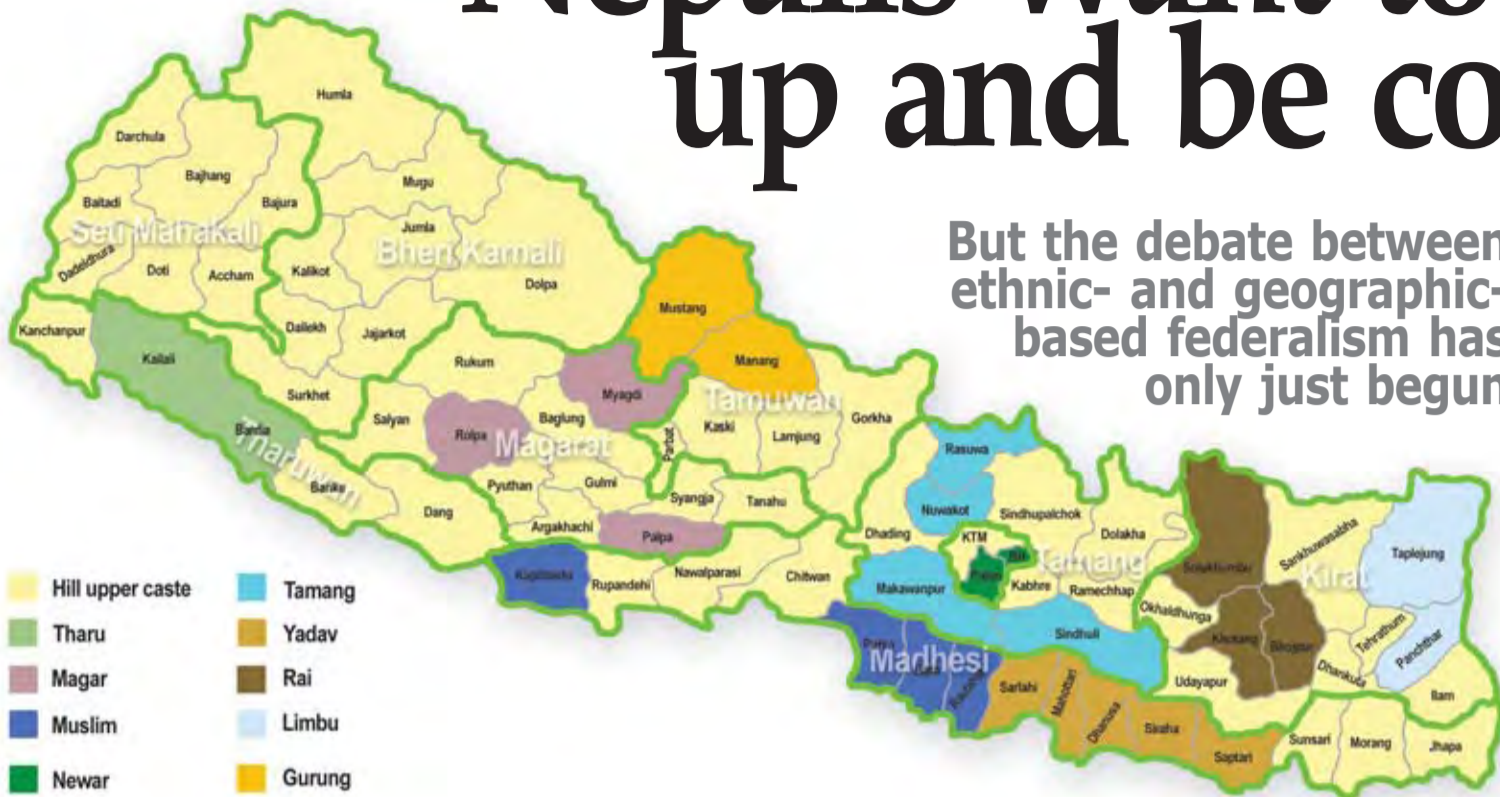 Nepalis want to
up and be co
But the debate between
ethnic- and geographic-
based federalism has
only just begun
Humla
Darchula
Bajhang
Mugu
Baitadi
Bajura
Jumla
Seti Mahakali
Bheri Karnali
Dadeldhura
Doti
Accham
Kalikot
Dolpa
Mustang
Kanchanpur
Dailekh
Jajarkot
Kailali
Rukum
Manang
Surkhet
Myagdi
Tamuwan
Salyan
Baglung
Kaski
Gorkha
Rolpa
Magarat
Parbat
Lamjung
Bardia
Tharuwan
Rasuwa
Banke
Pyuthan
Gulmi
Syangja
Tanahu
Dang
Nuwakot
Sindhupalchok
Argakhachi
Palpa
Dhading
KTM
Dolakha
Sankhuwasabha
Taplejung
Kapilbastu
Rupandehi
Nawalparasi
Chitwan
Makawanpur
Kabhre
Tamang
Ramechhap
Solukhumbu
Kirat
Okhaldhunga
Sindhuli
Khotang
Bhojpur
Tehrathum
Panchthar
Parsa
Madhesi
Sarlahi
Mahottari
Dhanusa
Siraha
Saptari
Udayapur
Dhankuta
Ilam
Sunsari
Morang
Jhapa
Hill upper caste
Tharu
Magar
Muslim
Newar
Tamang
Yadav
Rai
Limbu
Gurung